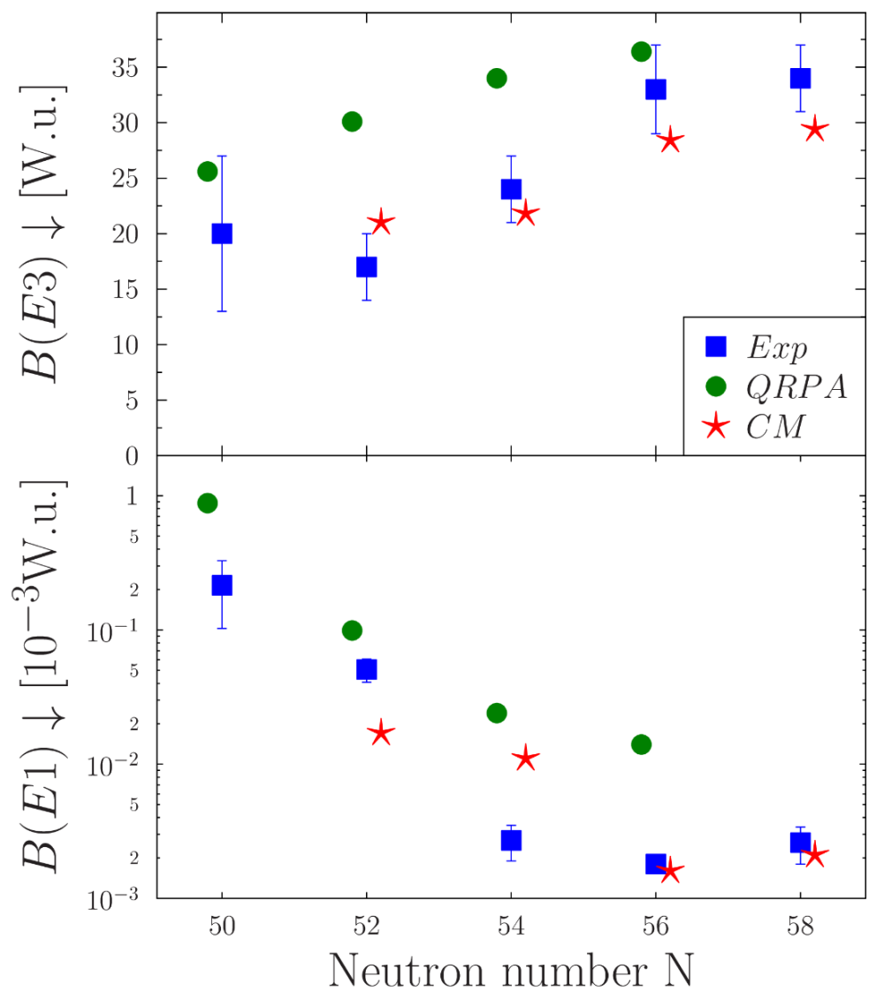 B(E3) ↓ [W.u.]
35
30
25
20
15
10
5
0
Exp
QRPA
CM
B(E1) ↓ [10⁻³W.u.]
1
5
2
10⁻¹
5
2
10⁻²
5
2
10⁻³
50 52 54 56 58
Neutron number N